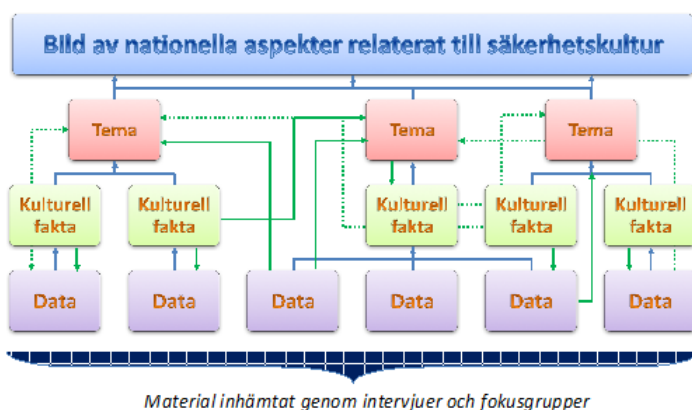 Bild av nationella aspekter relaterat till säkerhetskultur
Tema
Tema
Tema
Kulturell
fakta
Kulturell
fakta
Kulturell
fakta
Kulturell
fakta
Kulturell
fakta
Data
Data
Data
Data
Data
Data
Material inhämtat genom intervjuer och fokusgrupper